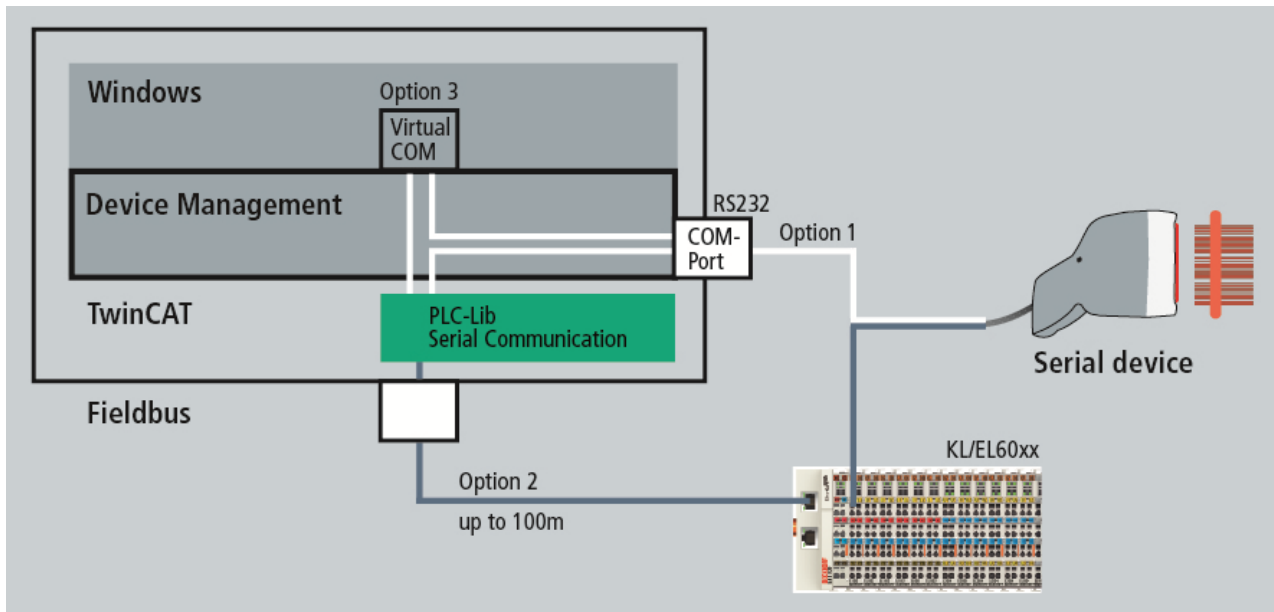 Windows
Option 3
Virtual
COM
Device Management
RS232
COM-
Port
Option 1
TwinCAT
PLC-Lib
Serial Communication
Serial device
Fieldbus
KL/EL60xx
Option 2
up to 100m